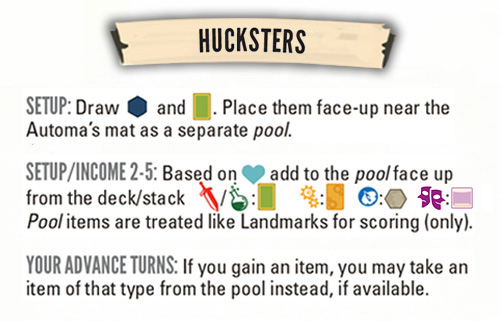 HUCKSTERS
SETUP: Draw and . Place them face-up near the
Automa's mat as a separate pool.
SETUP/INCOME 2-5: Based on add to the pool face up
from the deck/stack / : : : :
Pool items are treated like Landmarks for scoring (only).
YOUR ADVANCE TURNS: If you gain an item, you may take an
item of that type from the pool instead, if available.